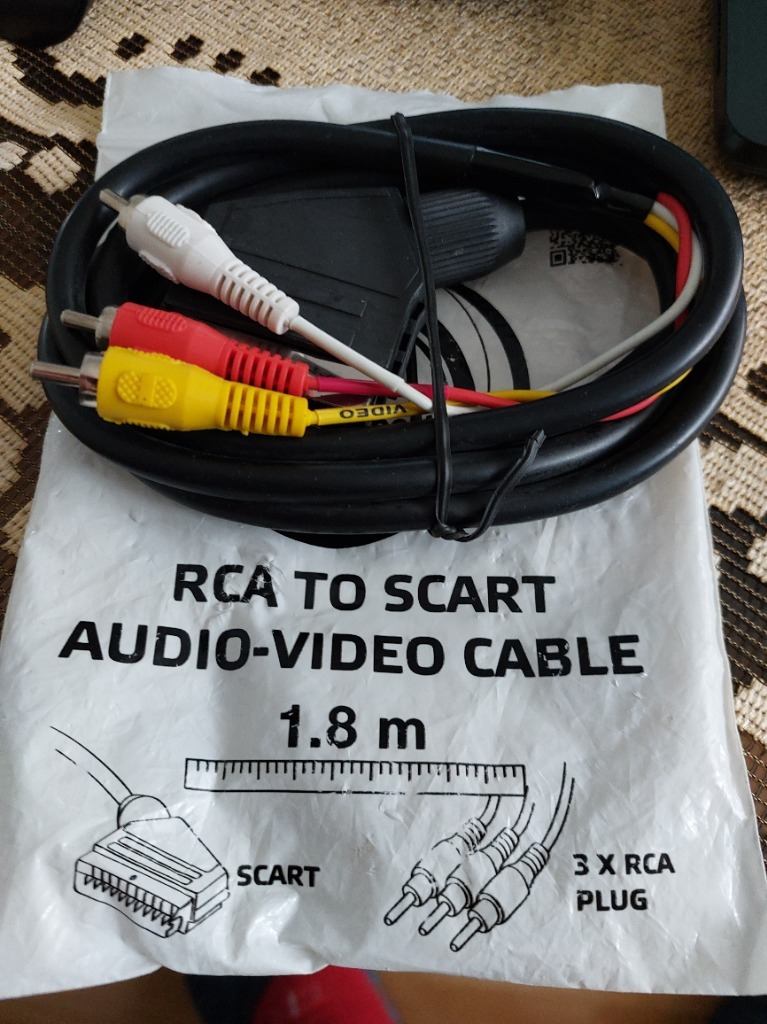 VIDEO
RCA TO SCART
AUDIO-VIDEO CABLE
1.8 m
SCART
3 X RCA
PLUG